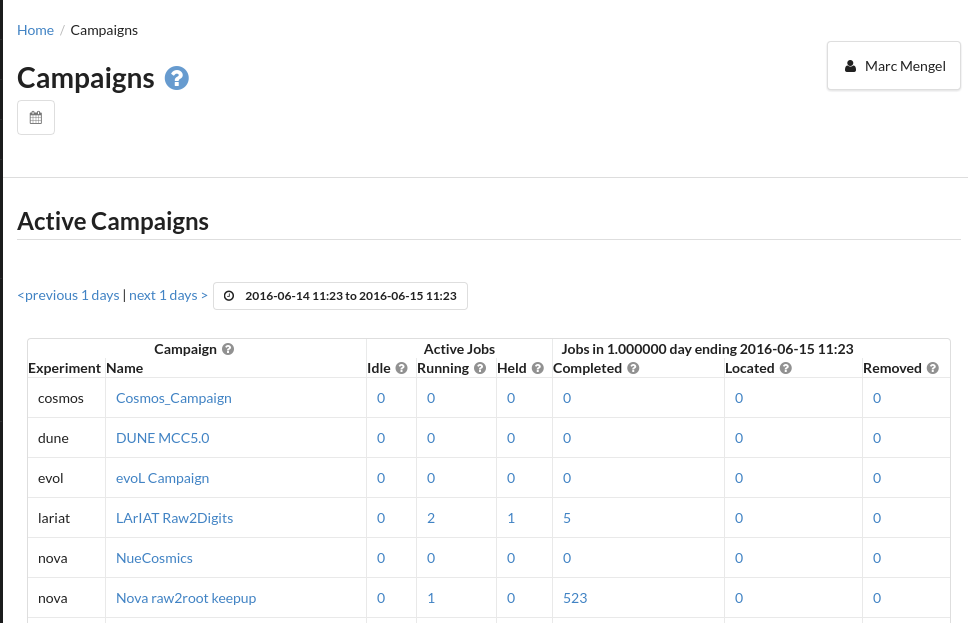 Home / Campaigns
Campaigns ?
Marc Mengel
Active Campaigns
<previous 1 days | next 1 days > 2016-06-14 11:23 to 2016-06-15 11:23
Campaign ? Active Jobs Jobs in 1.000000 day ending 2016-06-15 11:23
Experiment Name Idle ? Running ? Held ? Completed ? Located ? Removed ?
cosmos Cosmos_Campaign 0 0 0 0 0 0
dune DUNE MCC5.0 0 0 0 0 0 0
evol evoL Campaign 0 0 0 0 0 0
lariat LArIAT Raw2Digits 0 2 1 5 0 0
nova NueCosmics 0 0 0 0 0 0
nova Nova raw2root keepup 0 1 0 523 0 0